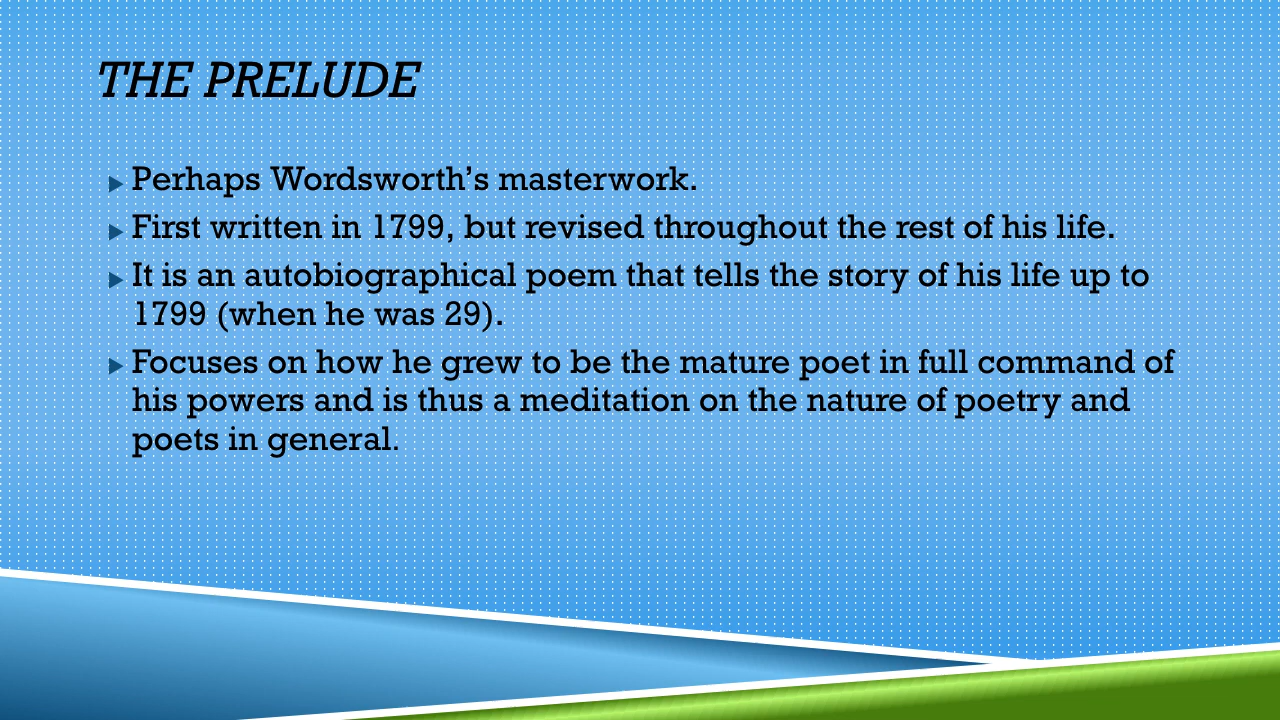 THE PRELUDE
Perhaps Wordsworth’s masterwork.
First written in 1799, but revised throughout the rest of his life.
It is an autobiographical poem that tells the story of his life up to
1799 (when he was 29).
Focuses on how he grew to be the mature poet in full command of
his powers and is thus a meditation on the nature of poetry and
poets in general.